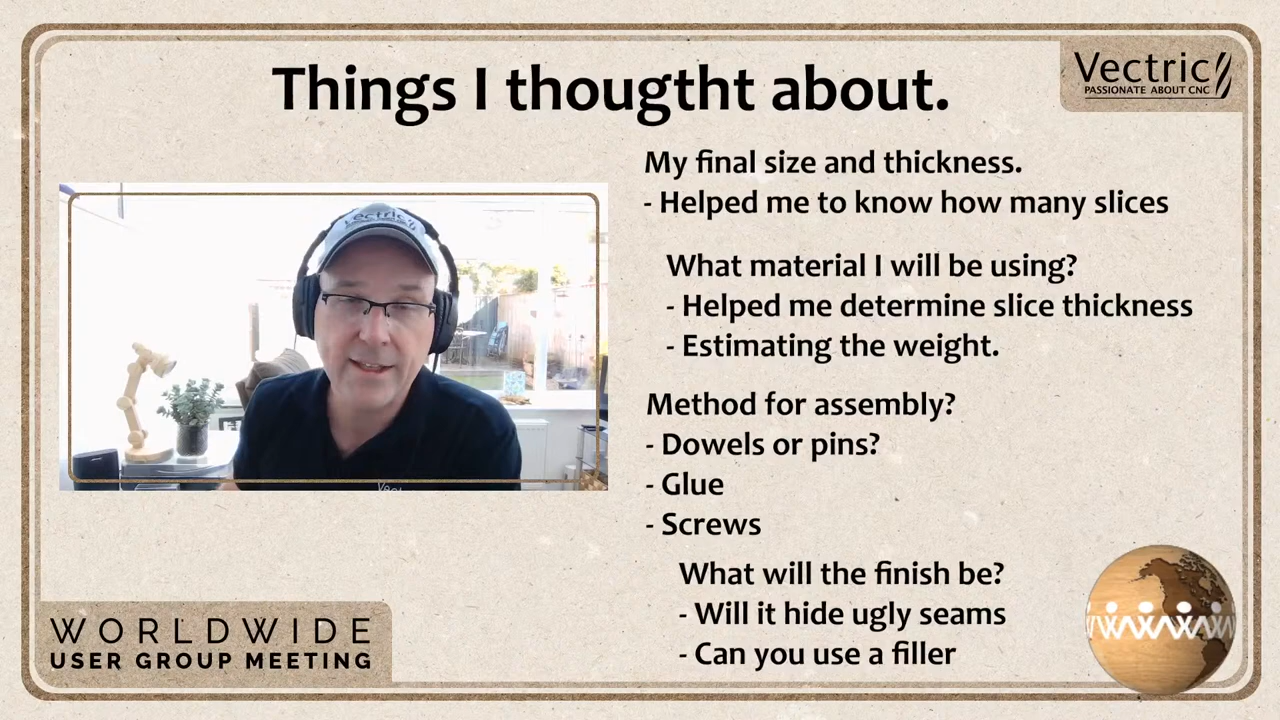 Things I thougtht about.
Vectric
PASSIONATE ABOUT CNC
My final size and thickness.
- Helped me to know how many slices
What material I will be using?
- Helped me determine slice thickness
- Estimating the weight.
Method for assembly?
- Dowels or pins?
- Glue
- Screws
What will the finish be?
- Will it hide ugly seams
- Can you use a filler
Vectric
WORLDWIDE
USER GROUP MEETING